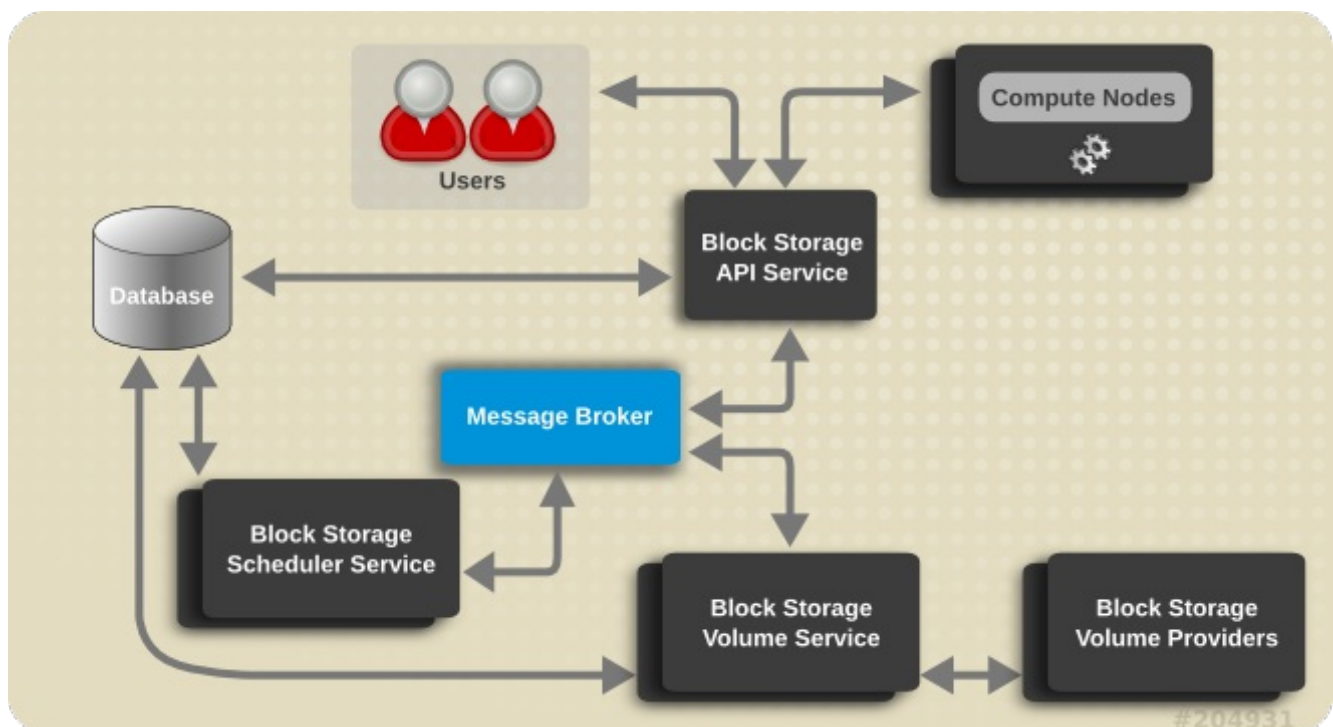 Compute Nodes
Users
Block Storage
API Service
Database
Message Broker
Block Storage
Scheduler Service
Block Storage
Volume Service
Block Storage
Volume Providers
#204931